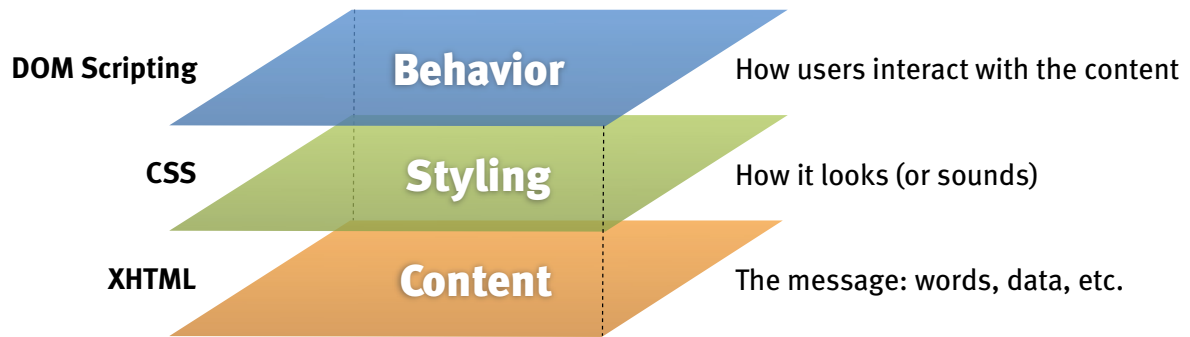 DOM Scripting Behavior How users interact with the content
CSS Styling How it looks (or sounds)
XHTML Content The message: words, data, etc.